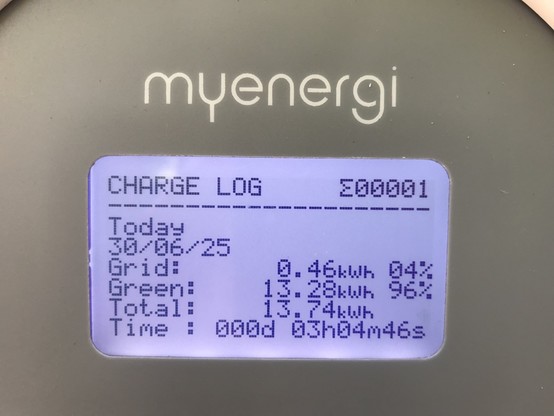 myenergi
CHARGE LOG Σ00001
Today
30/06/25
Grid: 0.46kWh 04%
Green: 13.28kWh 96%
Total: 13.74kWh
Time : 000d 03h04m46s